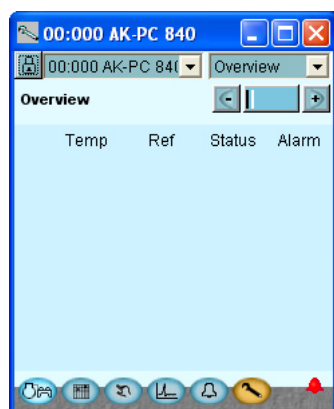 00:000 AK-PC 840
00:000 AK-PC 84( Overview
Overview - +
Temp Ref Status Alarm